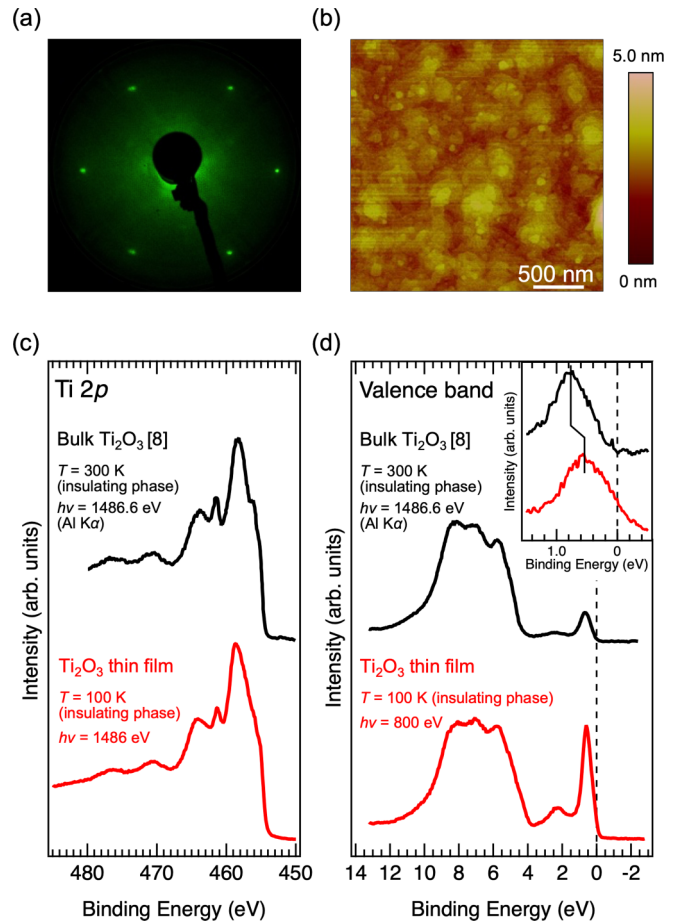 (a)
(b)
5.0 nm
0 nm
500 nm
(c)
Ti 2p
Bulk Ti₂O₃ [8]
T = 300 K
(insulating phase)
hν = 1486.6 eV
(Al Kα)
Ti₂O₃ thin film
T = 100 K
(insulating phase)
hν = 1486 eV
Intensity (arb. units)
480 470 460 450
Binding Energy (eV)
(d)
Valence band
Bulk Ti₂O₃ [8]
T = 300 K
(insulating phase)
hν = 1486.6 eV
(Al Kα)
Intensity (arb. units)
1.0 0
Binding Energy (eV)
Ti₂O₃ thin film
T = 100 K (insulating phase)
hν = 800 eV
Intensity (arb. units)
14 12 10 8 6 4 2 0 -2
Binding Energy (eV)